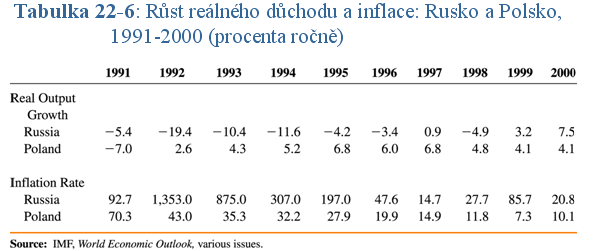 Tabulka 22-6: Růst reálného důchodu a inflace: Rusko a Polsko,
1991-2000 (procenta ročně)
1991 1992 1993 1994 1995 1996 1997 1998 1999 2000
Real Output
Growth
Russia −5.4 −19.4 −10.4 −11.6 −4.2 −3.4 0.9 −4.9 3.2 7.5
Poland −7.0 2.6 4.3 5.2 6.8 6.0 6.8 4.8 4.1 4.1
Inflation Rate
Russia 92.7 1,353.0 875.0 307.0 197.0 47.6 14.7 27.7 85.7 20.8
Poland 70.3 43.0 35.3 32.2 27.9 19.9 14.9 11.8 7.3 10.1
Source: IMF, World Economic Outlook, various issues.